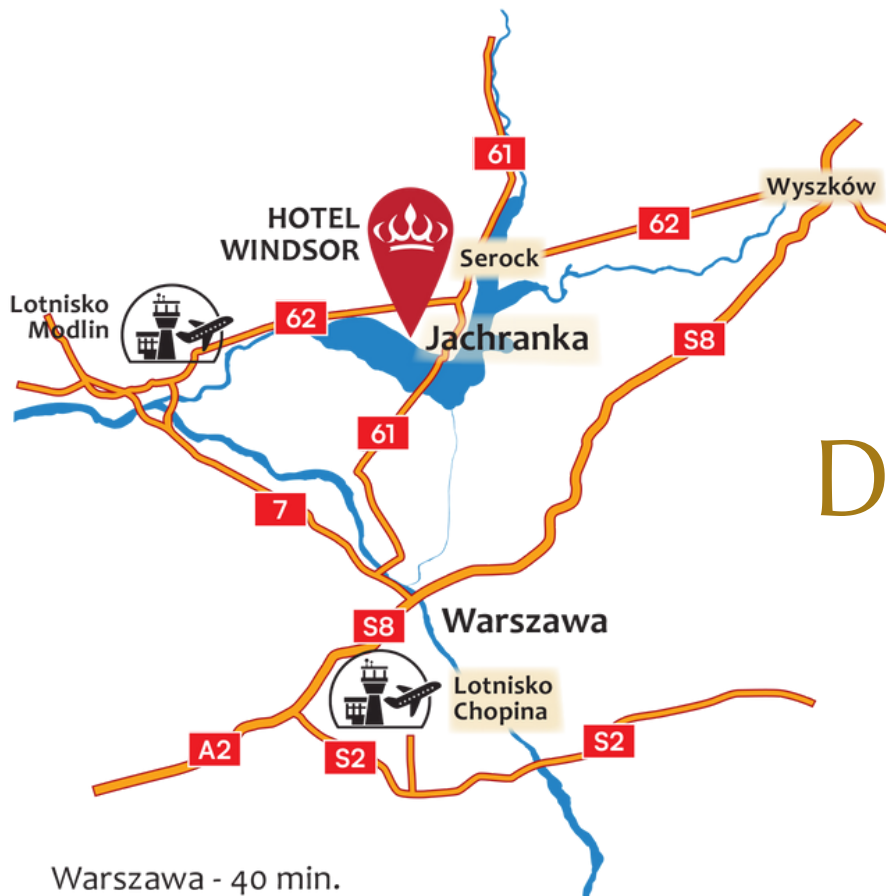 61
Wyszków
HOTEL
WINDSOR
62
Serock
Lotnisko
Modlin
62
Jachranka
S8
61
D
7
S8
Warszawa
Lotnisko
Chopina
A2
S2
S2
Warszawa - 40 min.